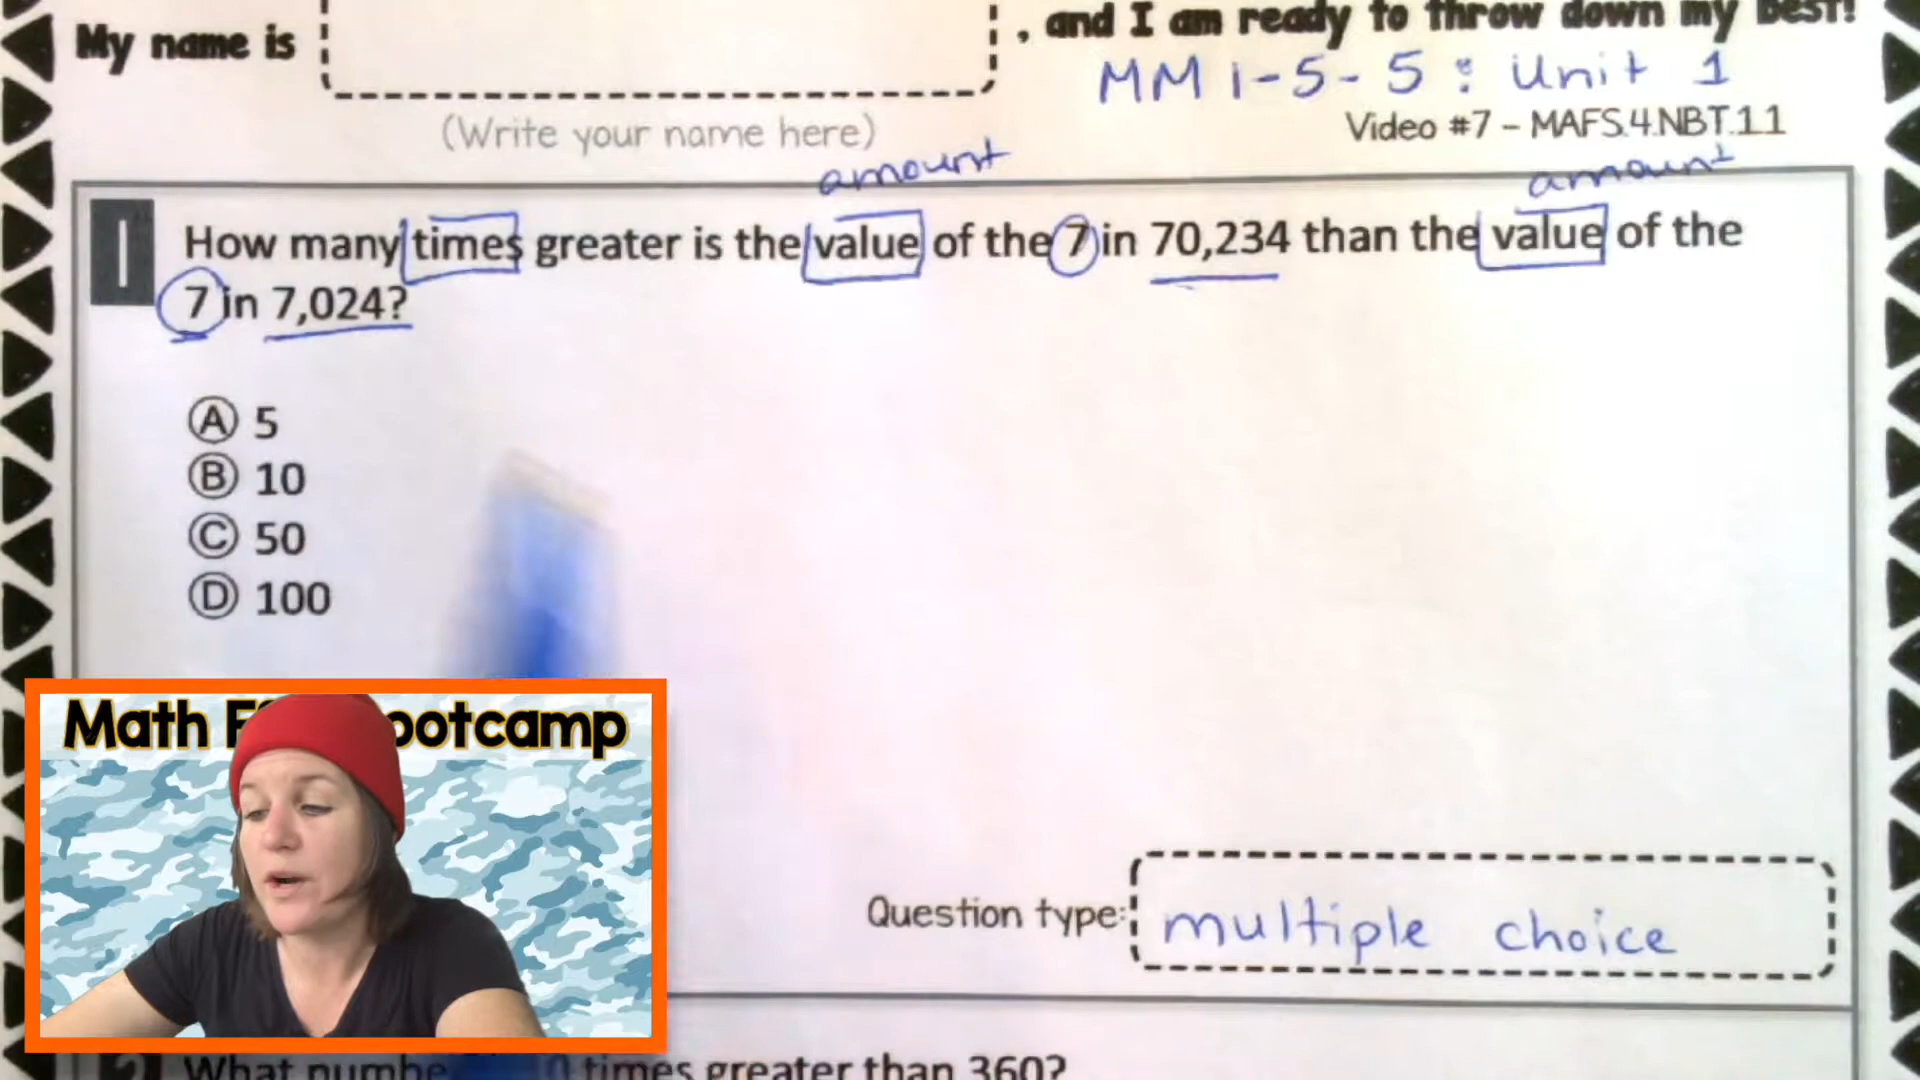 My name is , and I am ready to throw down my best!
MM 1-5-5 : Unit 1
(Write your name here)
Video #7 – MAFS.4.NBT.1.1
amount amount
1 How many times greater is the value of the 7 in 70,234 than the value of the
7 in 7,024?
A 5
B 10
C 50
D 100
Math ootcamp
Question type: multiple choice
2 What numbe times greater than 360?